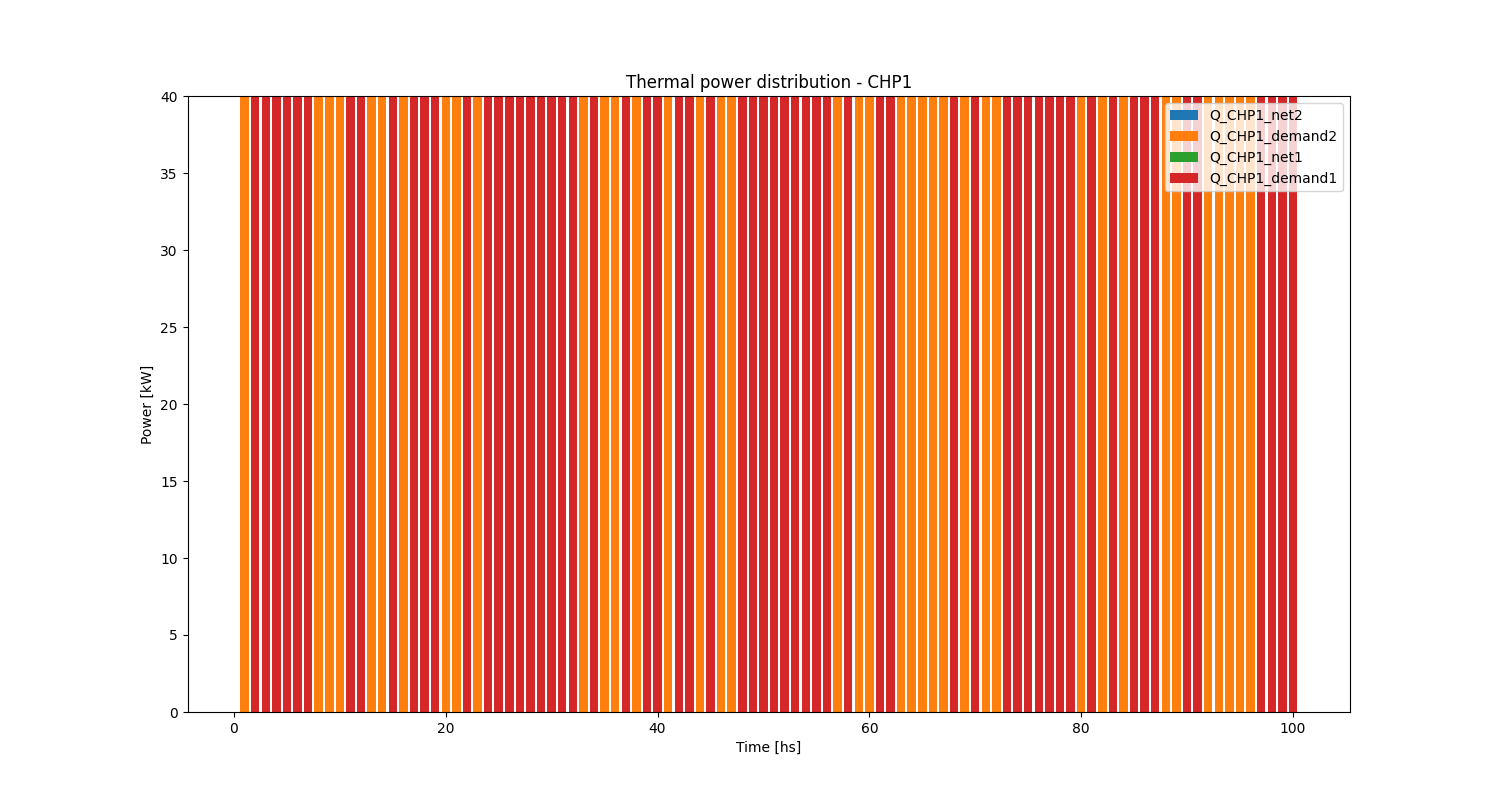 Thermal power distribution - CHP1
40
35
30
25
20
15
10
5
0
Power [kW]
Q_CHP1_net2
Q_CHP1_demand2
Q_CHP1_net1
Q_CHP1_demand1
0 20 40 60 80 100
Time [hs]